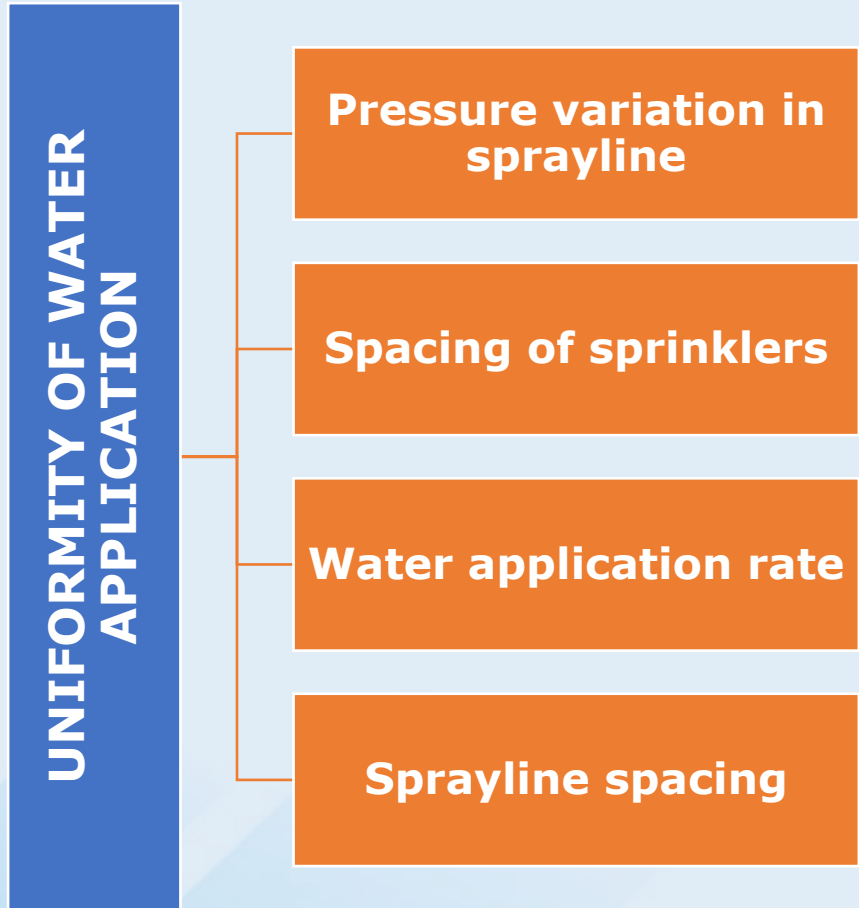 UNIFORMITY OF WATER
APPLICATION
Pressure variation in
sprayline
Spacing of sprinklers
Water application rate
Sprayline spacing